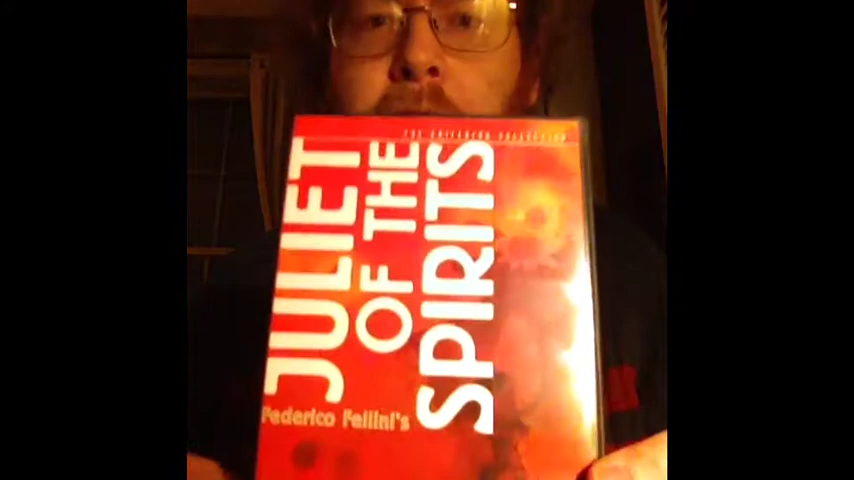 THE CRITERION COLLECTION
JULIET
OF THE
SPIRITS
Federico Fellini's